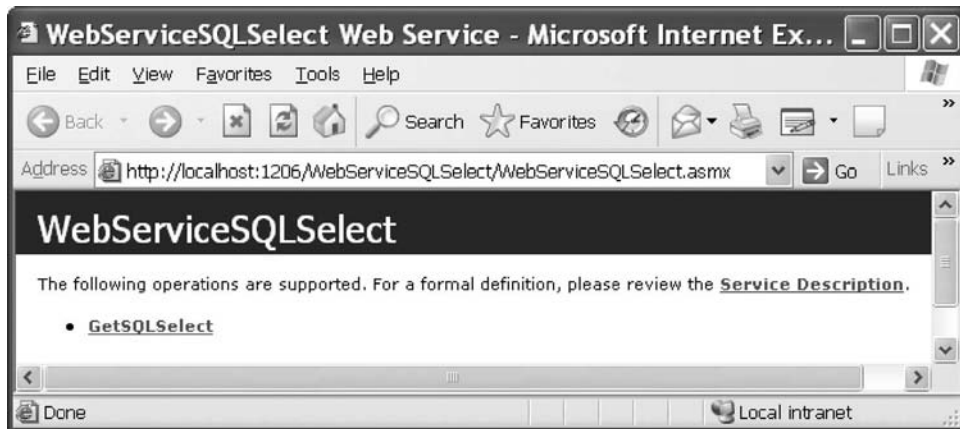 WebServiceSQLSelect Web Service - Microsoft Internet Ex...
File Edit View Favorites Tools Help
Back Search Favorites »
Address http://localhost:1206/WebServiceSQLSelect/WebServiceSQLSelect.asmx Go Links »
WebServiceSQLSelect
The following operations are supported. For a formal definition, please review the Service Description.
• GetSQLSelect
Done Local intranet